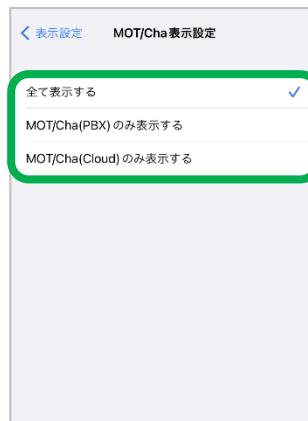 表示設定 MOT/Cha表示設定
全て表示する
MOT/Cha(PBX)のみ表示する
MOT/Cha(Cloud)のみ表示する